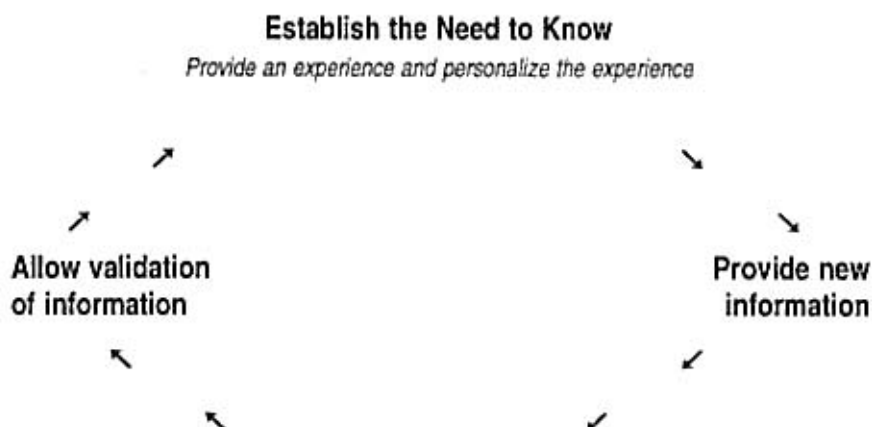 Establish the Need to Know
Provide an experience and personalize the experience
Allow validation
of information
Provide new
information